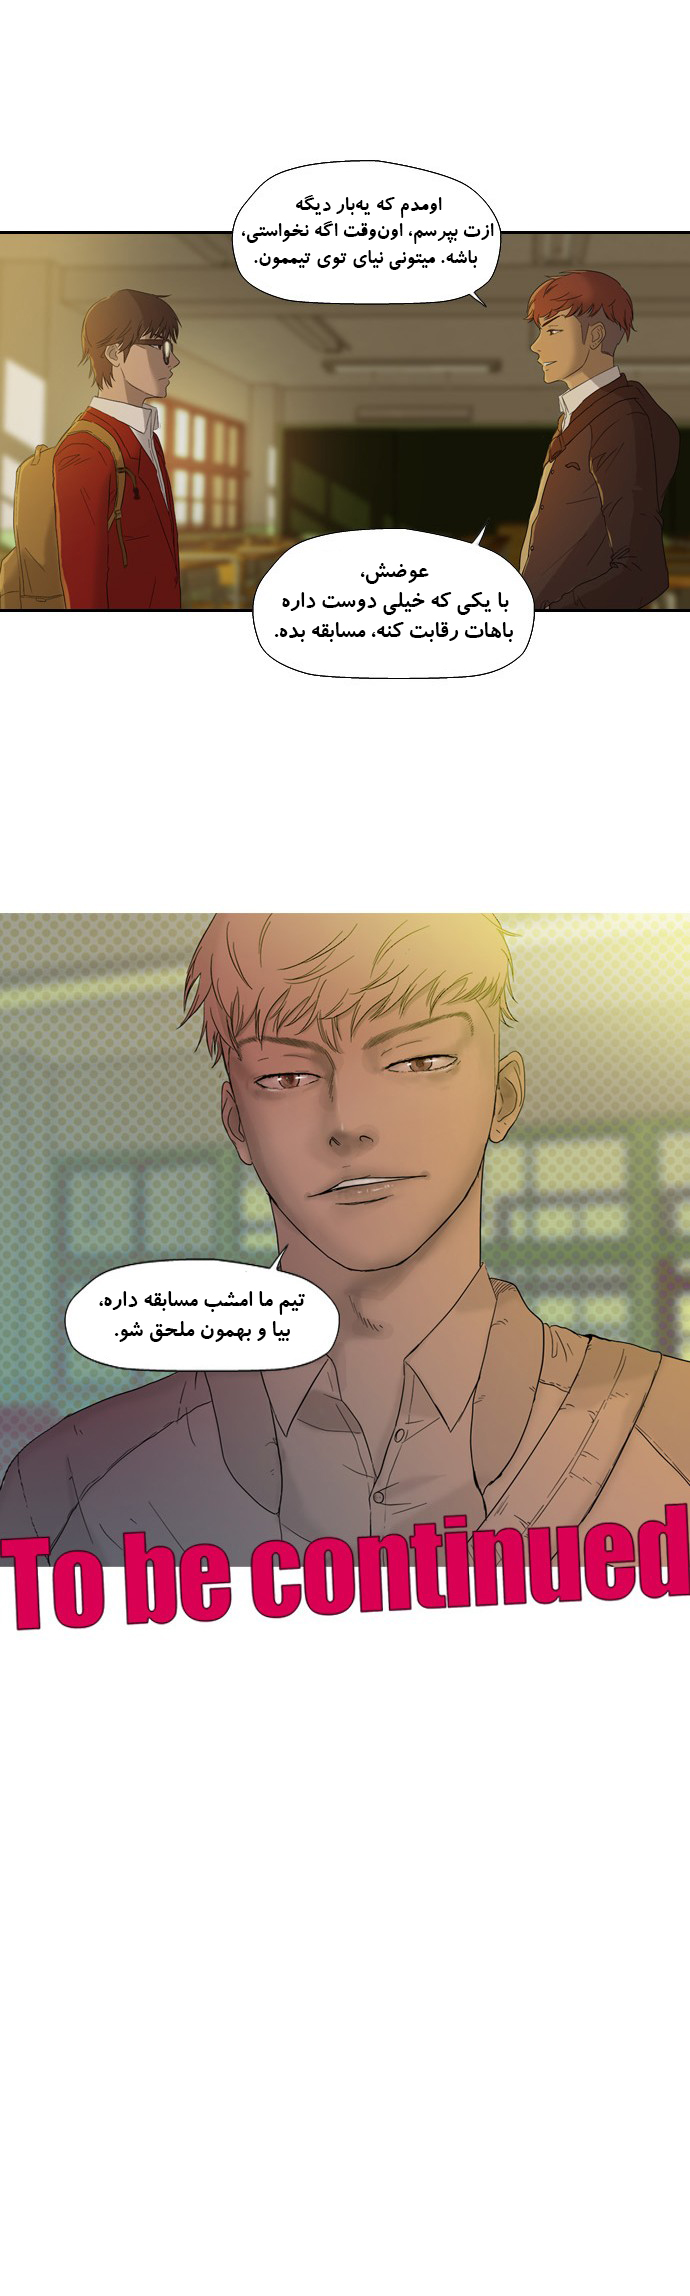 اومدم که یه‌بار دیگه
ازت بپرسم، اون‌وقت اگه نخواستی،
باشه. میتونی نیای توی تیممون.
عوضش،
با یکی که خیلی دوست داره
باهات رقابت کنه، مسابقه بده.
تیم ما امشب مسابقه داره،
بیا و بهمون ملحق شو.
To be continued